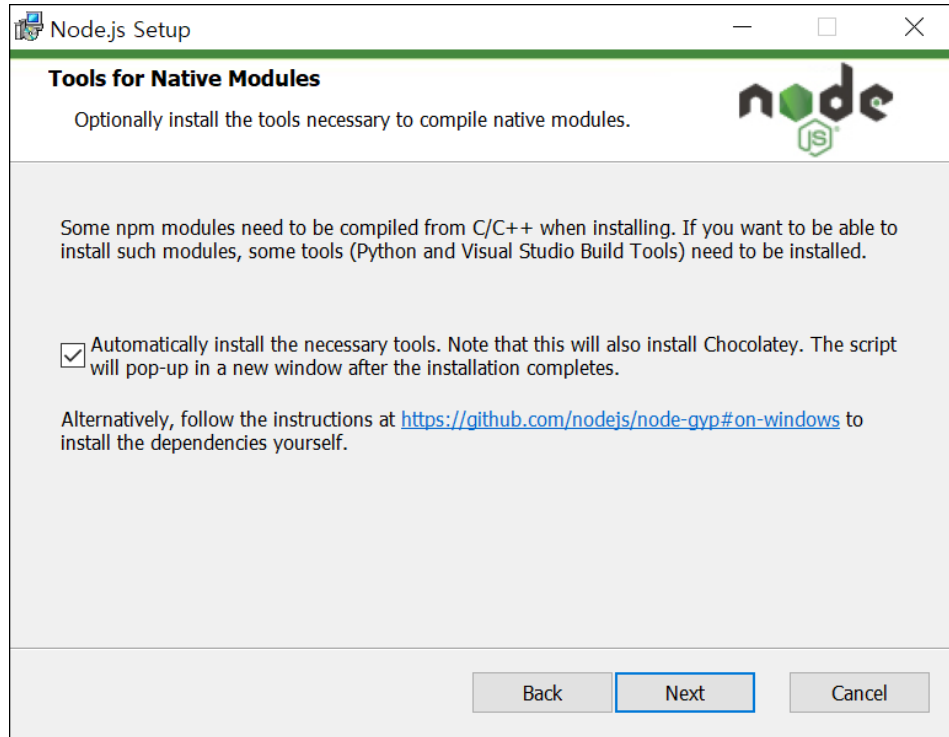 Node.js Setup
Tools for Native Modules
Optionally install the tools necessary to compile native modules.
node
JS
Some npm modules need to be compiled from C/C++ when installing. If you want to be able to
install such modules, some tools (Python and Visual Studio Build Tools) need to be installed.
Automatically install the necessary tools. Note that this will also install Chocolatey. The script
will pop-up in a new window after the installation completes.
Alternatively, follow the instructions at https://github.com/nodejs/node-gyp#on-windows to
install the dependencies yourself.
Back Next Cancel